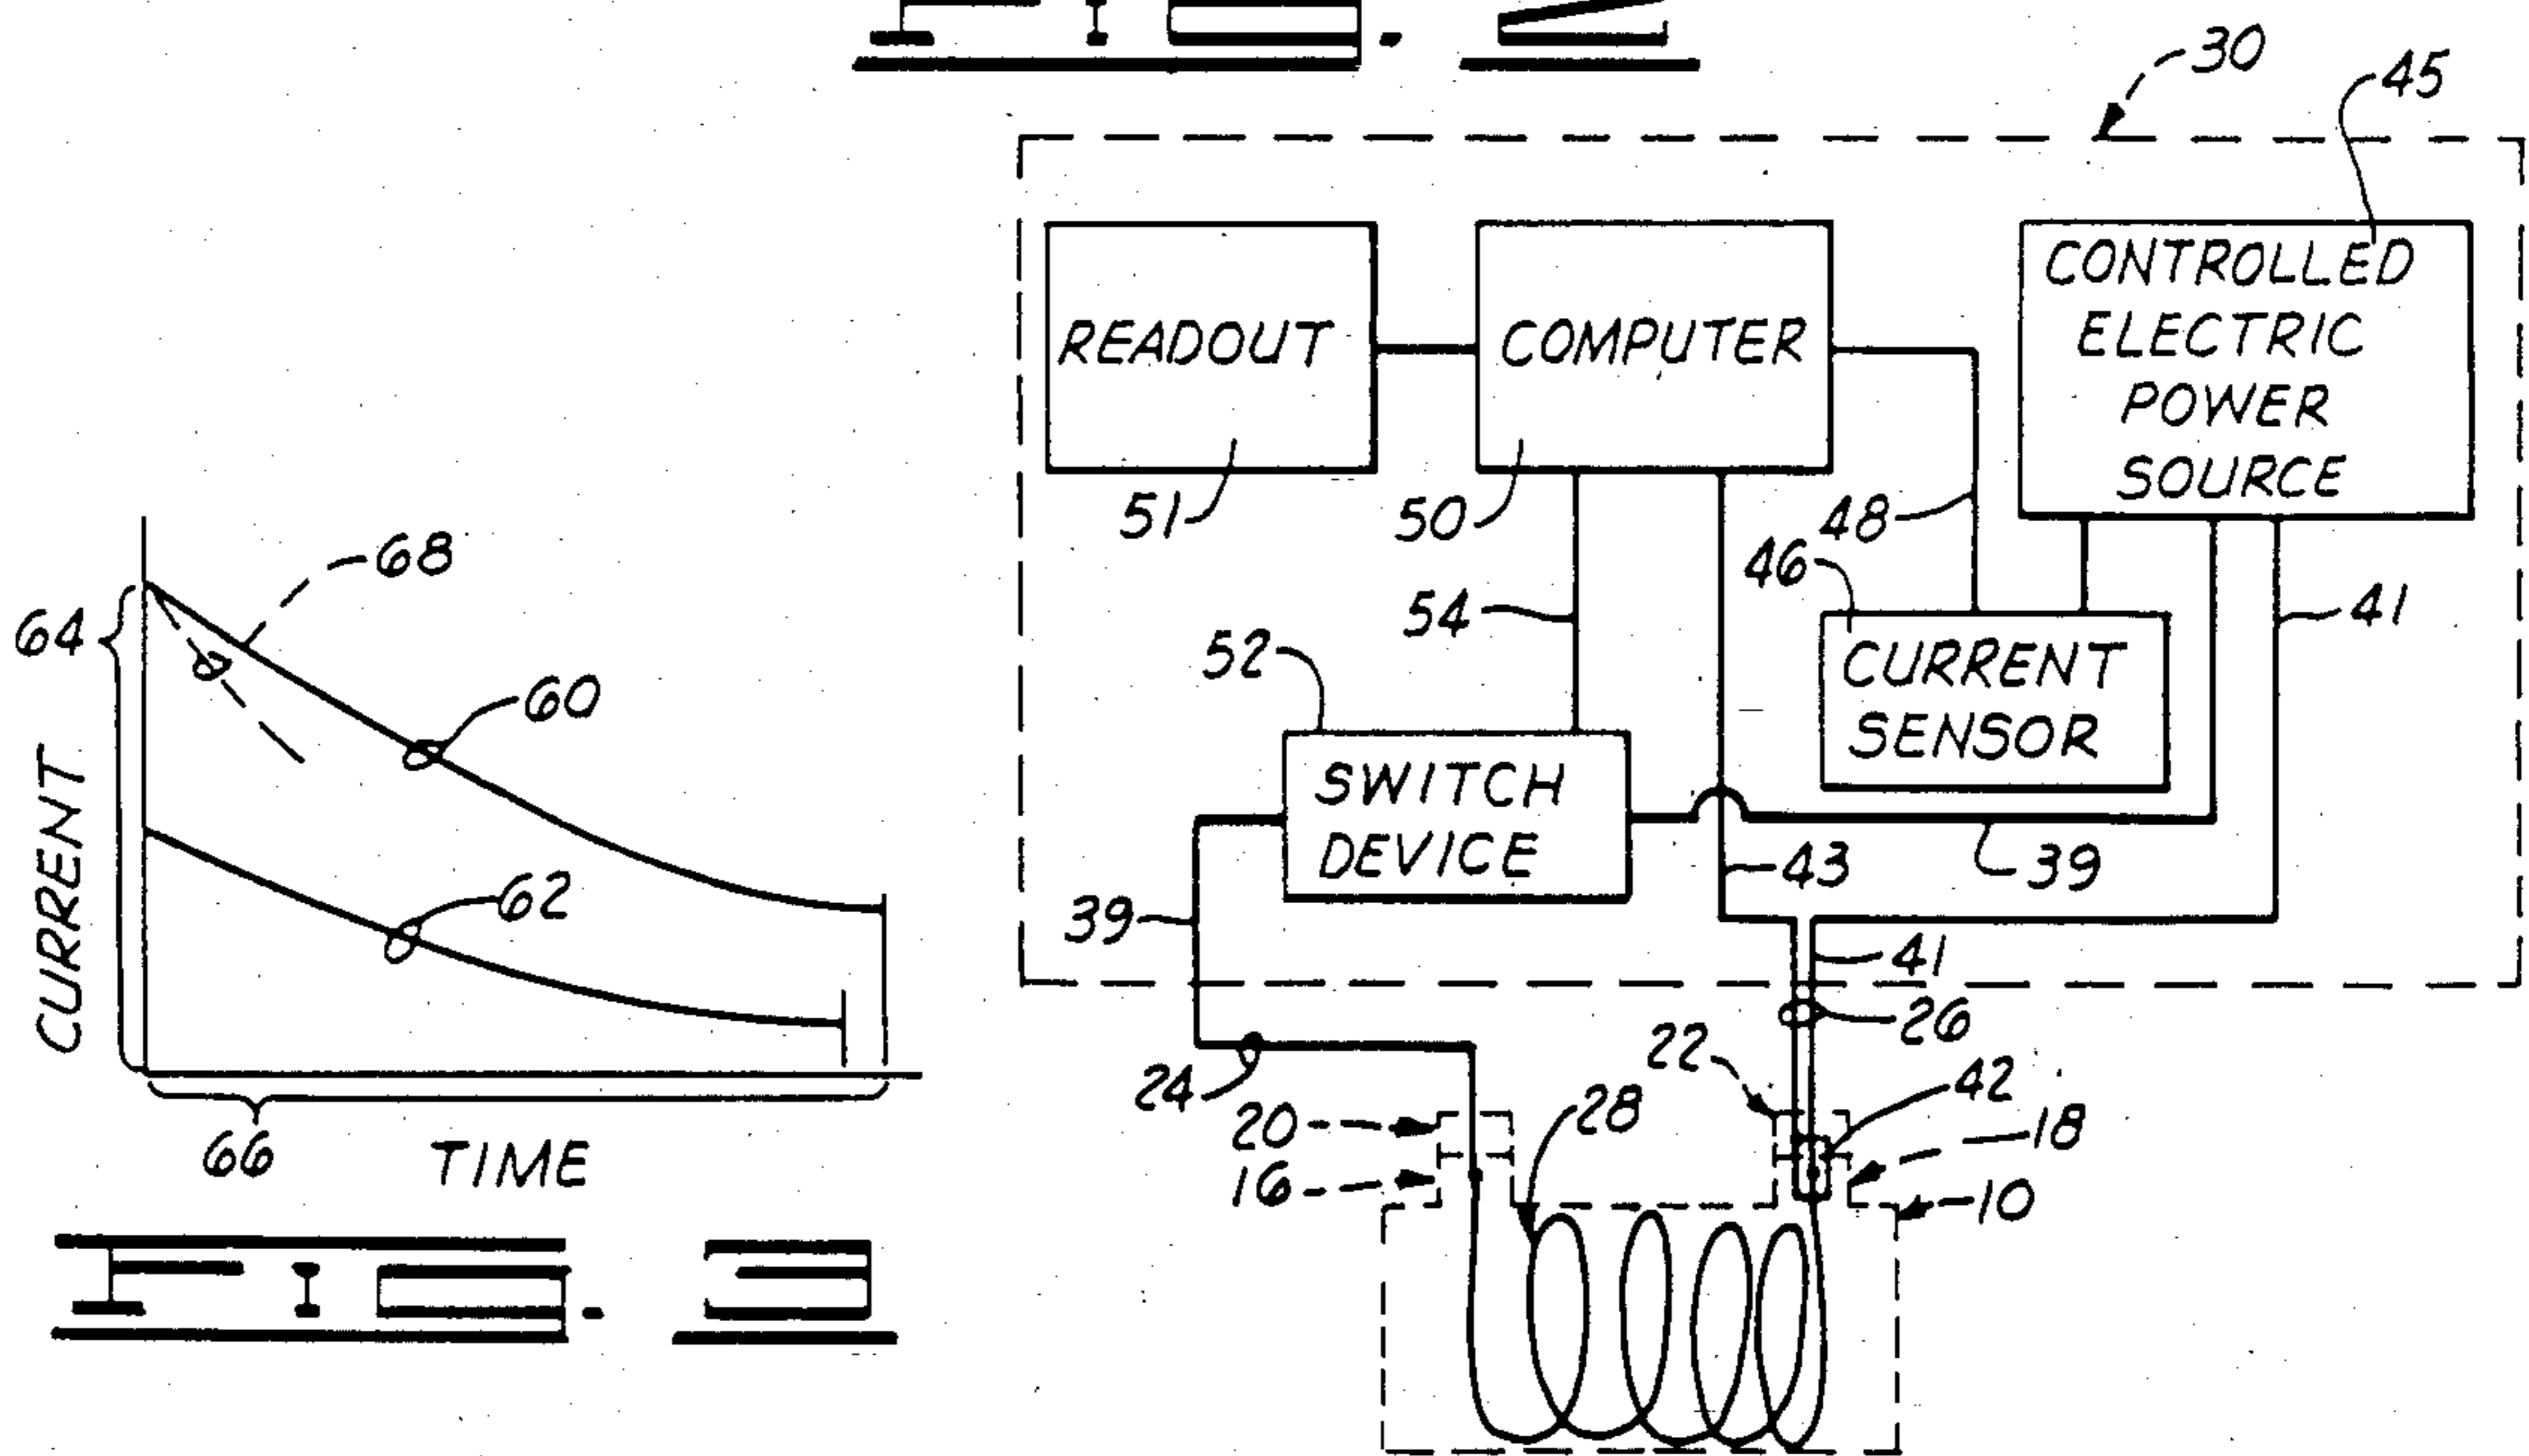 FIG. 2
30
45
READOUT
COMPUTER
CONTROLLED
ELECTRIC
POWER
SOURCE
51
50
48
46
54
52
41
CURRENT
SENSOR
SWITCH
DEVICE
43
39
39
41
26
24
22
42
20
28
18
16
10
68
64
60
62
CURRENT
66
TIME
FIG. 3